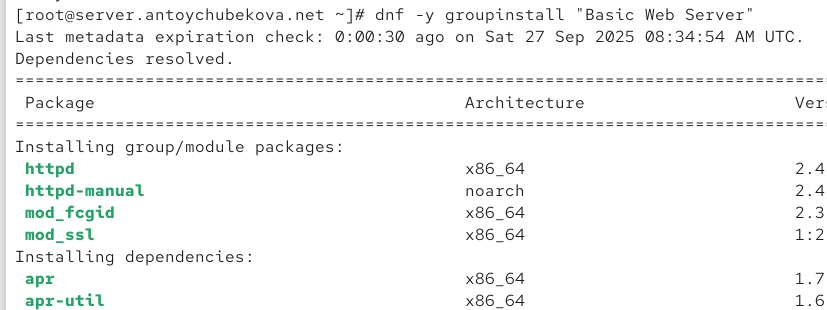 [root@server.antoychubekova.net ~]# dnf -y groupinstall "Basic Web Server"
Last metadata expiration check: 0:00:30 ago on Sat 27 Sep 2025 08:34:54 AM UTC.
Dependencies resolved.
================================================================================
Package Architecture Vers
================================================================================
Installing group/module packages:
httpd x86_64 2.4
httpd-manual noarch 2.4
mod_fcgid x86_64 2.3
mod_ssl x86_64 1:2
Installing dependencies:
apr x86_64 1.7
apr-util x86_64 1.6